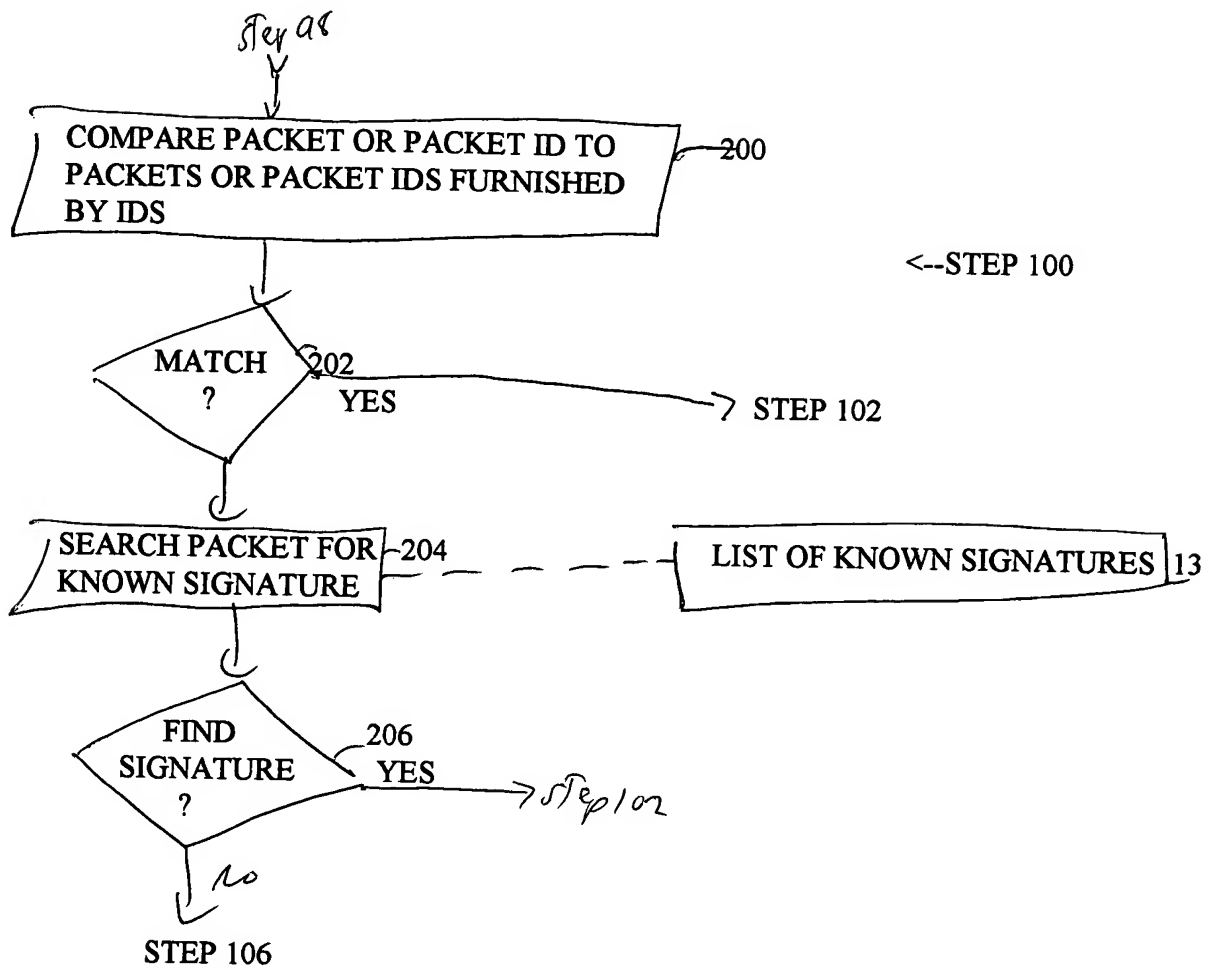 Step 98
COMPARE PACKET OR PACKET ID TO
PACKETS OR PACKET IDS FURNISHED
BY IDS
200
<--STEP 100
MATCH
?
202
YES
STEP 102
SEARCH PACKET FOR
KNOWN SIGNATURE
204
LIST OF KNOWN SIGNATURES
13
FIND
SIGNATURE
?
206
YES
STep 102
No
STEP 106